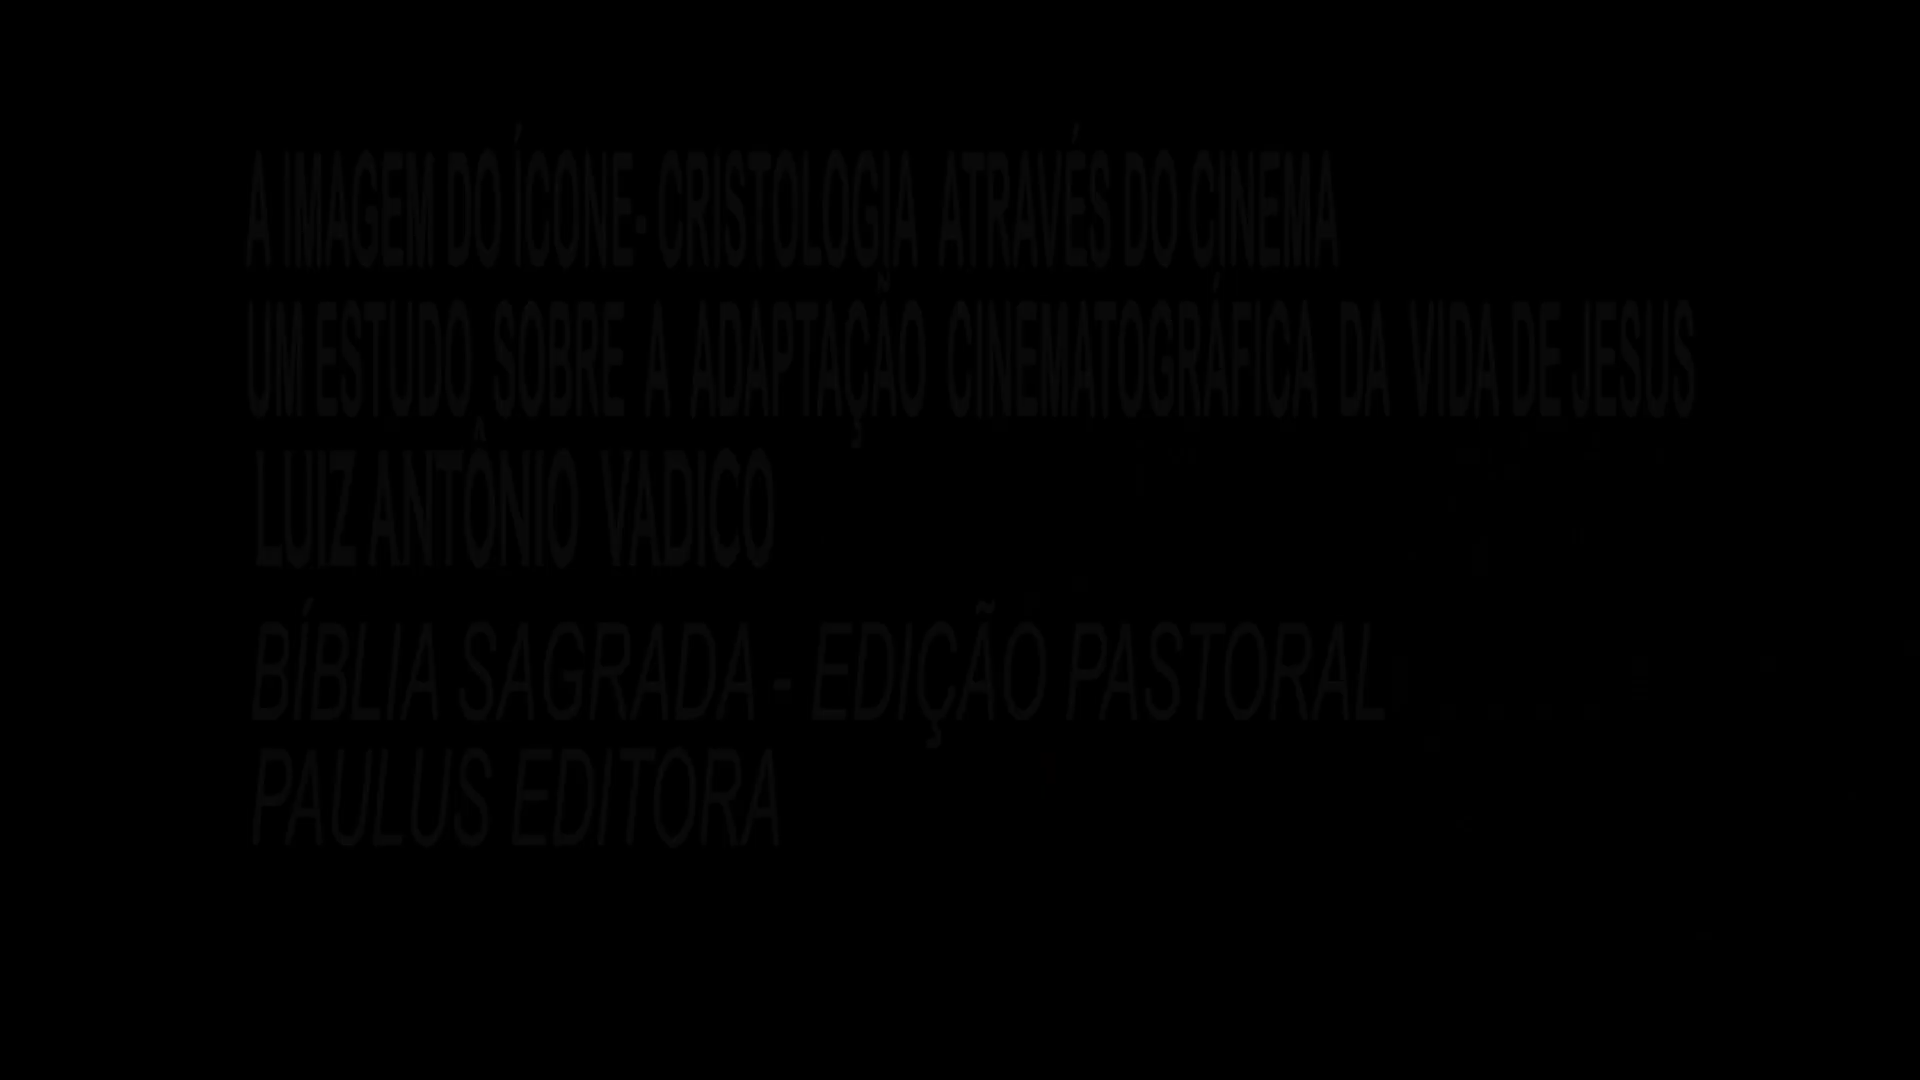 A IMAGEM DO ÍCONE- CRISTOLOGIA ATRAVÉS DO CINEMA
UM ESTUDO SOBRE A ADAPTAÇÃO CINEMATOGRÁFICA DA VIDA DE JESUS
LUIZ ANTÔNIO VADICO
BÍBLIA SAGRADA - EDIÇÃO PASTORAL
PAULUS EDITORA